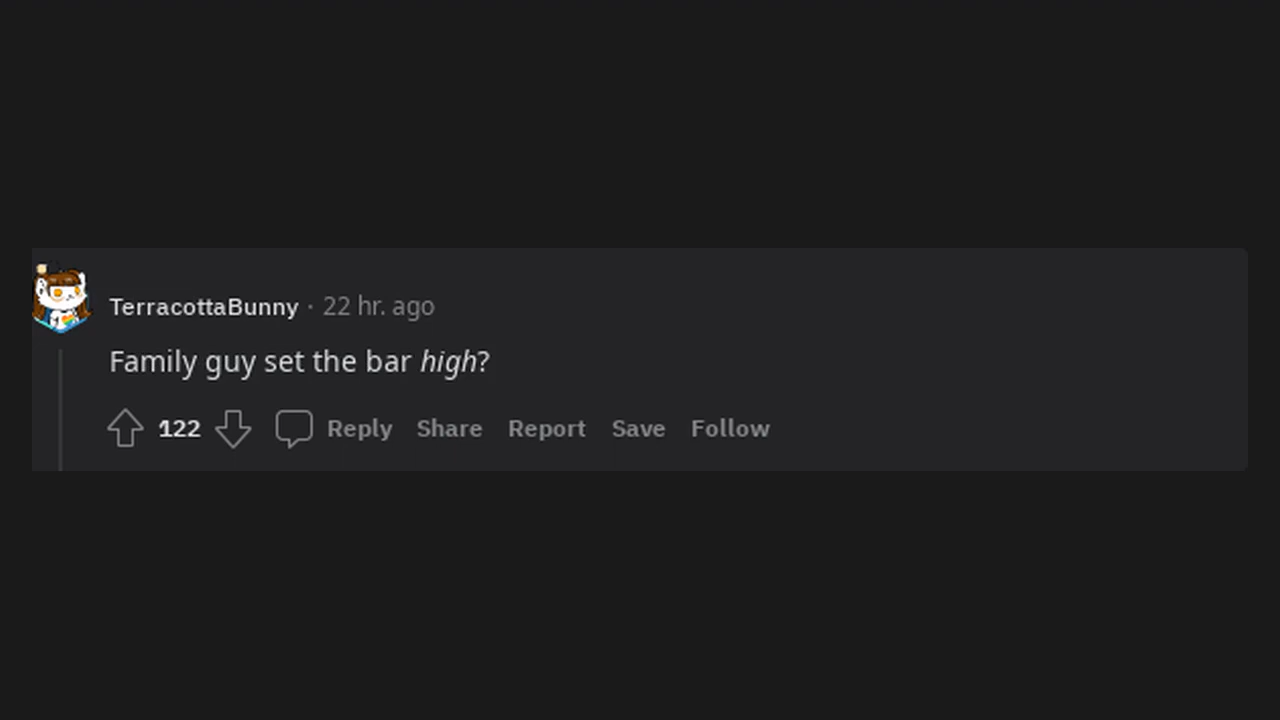 TerracottaBunny · 22 hr. ago
Family guy set the bar high?
122 Reply Share Report Save Follow